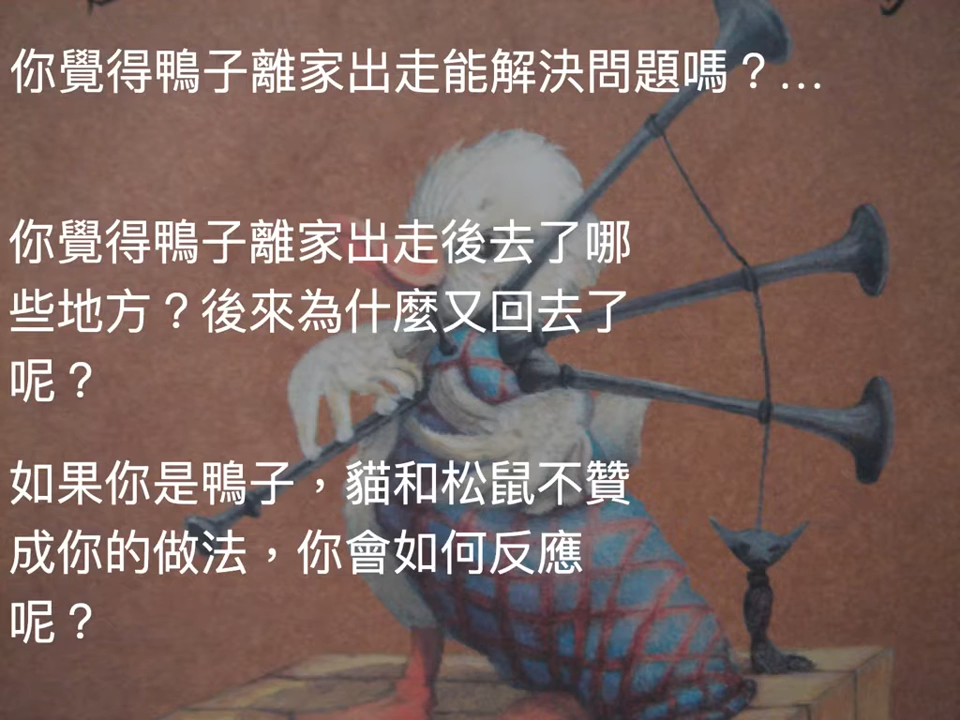 你覺得鴨子離家出走能解決問題嗎？…
你覺得鴨子離家出走後去了哪
些地方？後來為什麼又回去了
呢？
如果你是鴨子，貓和松鼠不贊
成你的做法，你會如何反應
呢？